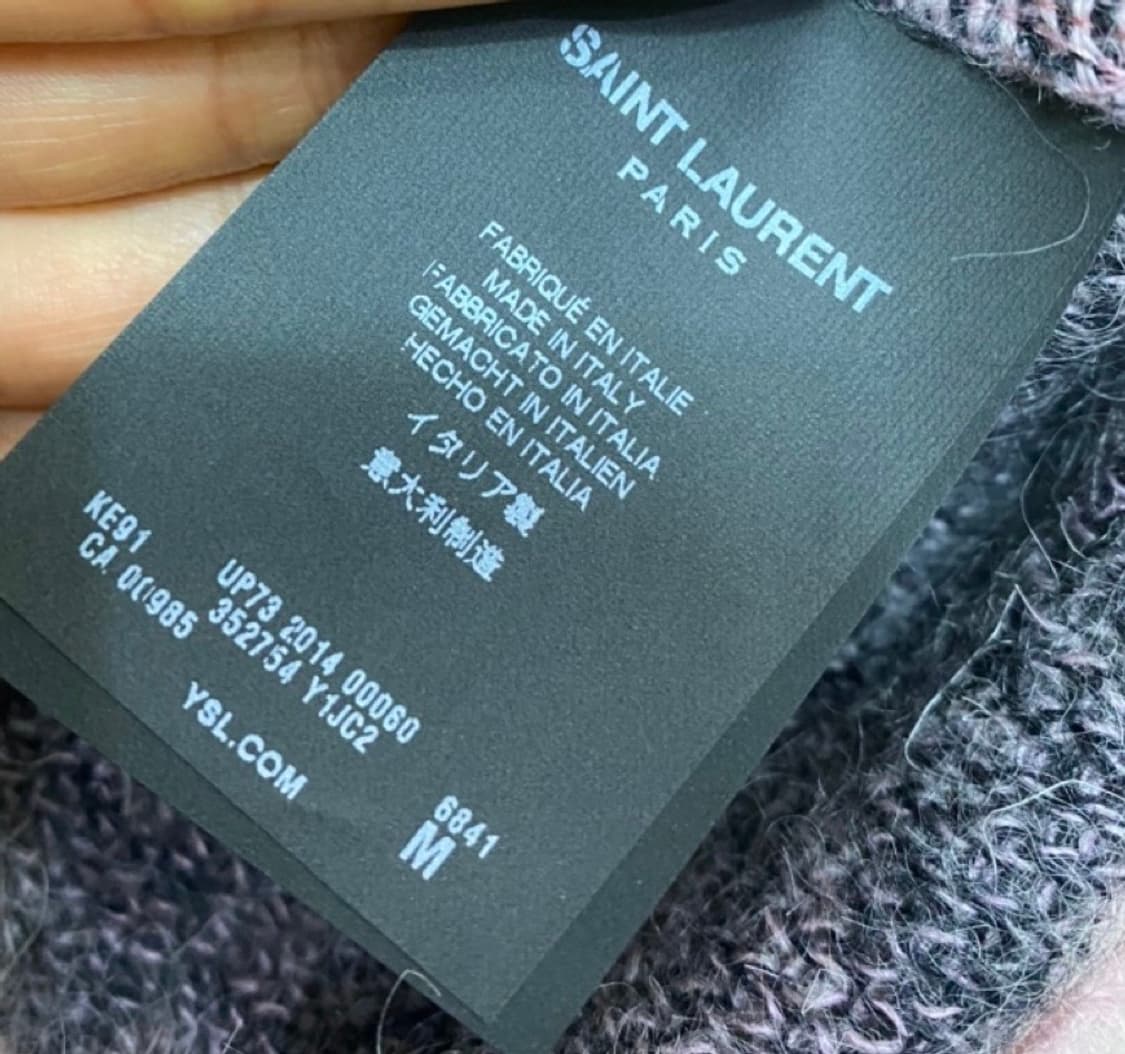 SAINT LAURENT
PARIS
FABRIQUÉ EN ITALIE
MADE IN ITALY
FABBRICATO IN ITALIA
GEMACHT IN ITALIEN
HECHO EN ITALIA
イタリア製
意大利制造
KE91 UP73 2014 00060
CA 00985 352754 Y1JC2 6841
YSL.COM M